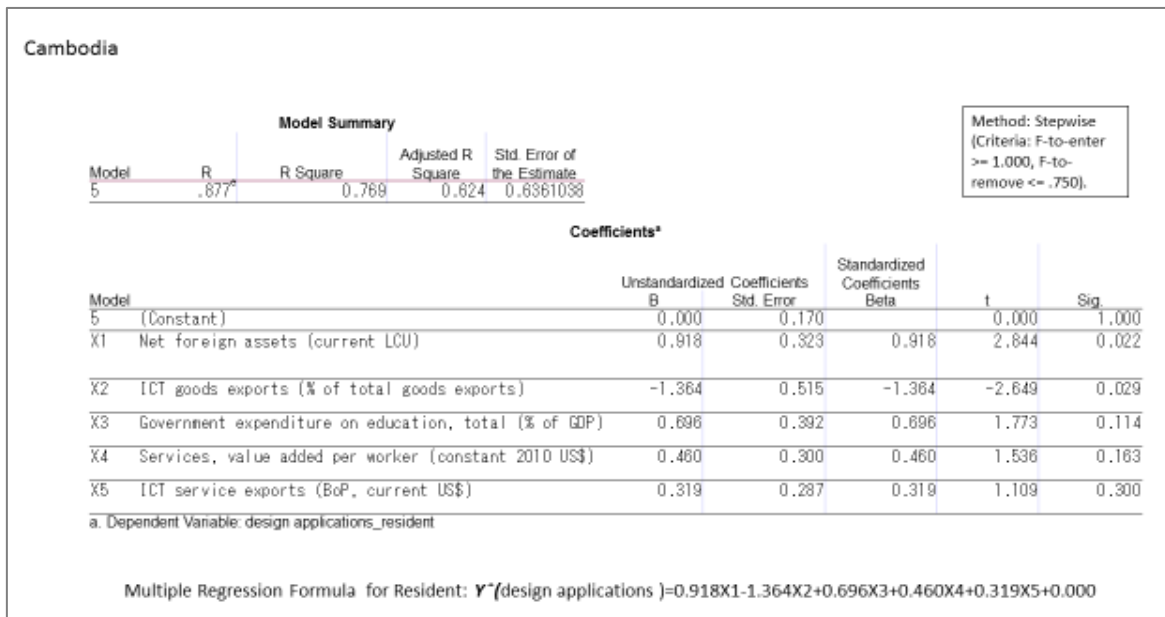 Cambodia
Model Summary
Method: Stepwise
(Criteria: F-to-enter
>= 1.000, F-to-
remove <= .750).
Model R R Square Adjusted R Square Std. Error of the Estimate
5 .877e 0.769 0.624 0.6361038
Coefficientsª
Model Unstandardized Coefficients B Std. Error Standardized Coefficients Beta t Sig.
5 (Constant) 0.000 0.170 0.000 1.000
X1 Net foreign assets (current LCU) 0.918 0.323 0.918 2.844 0.022
X2 ICT goods exports (% of total goods exports) -1.364 0.515 -1.364 -2.649 0.029
X3 Government expenditure on education, total (% of GDP) 0.696 0.392 0.696 1.773 0.114
X4 Services, value added per worker (constant 2010 US$) 0.460 0.300 0.460 1.536 0.163
X5 ICT service exports (BoP, current US$) 0.319 0.287 0.319 1.109 0.300
a. Dependent Variable: design applications_resident
Multiple Regression Formula for Resident: Yˆ(design applications )=0.918X1-1.364X2+0.696X3+0.460X4+0.319X5+0.000